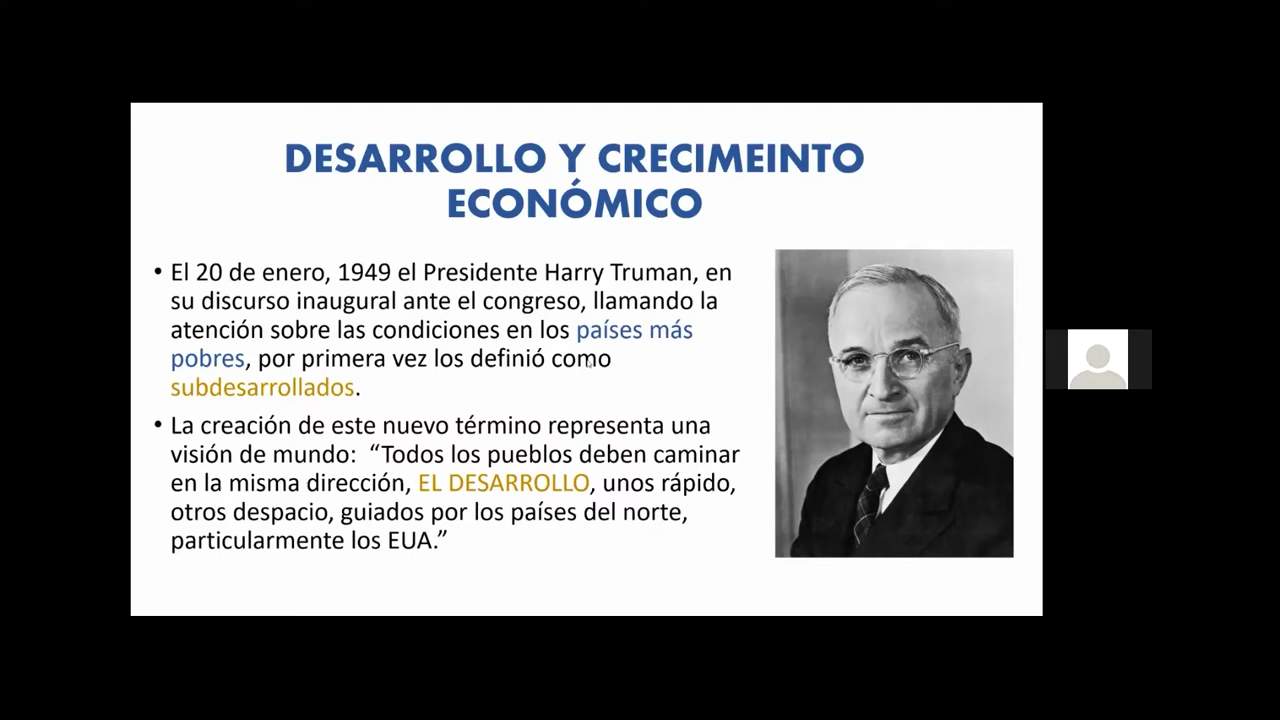 DESARROLLO Y CRECIMEINTO
ECONÓMICO
• El 20 de enero, 1949 el Presidente Harry Truman, en
su discurso inaugural ante el congreso, llamando la
atención sobre las condiciones en los países más
pobres, por primera vez los definió como
subdesarrollados.
• La creación de este nuevo término representa una
visión de mundo:  “Todos los pueblos deben caminar
en la misma dirección, EL DESARROLLO, unos rápido,
otros despacio, guiados por los países del norte,
particularmente los EUA.”